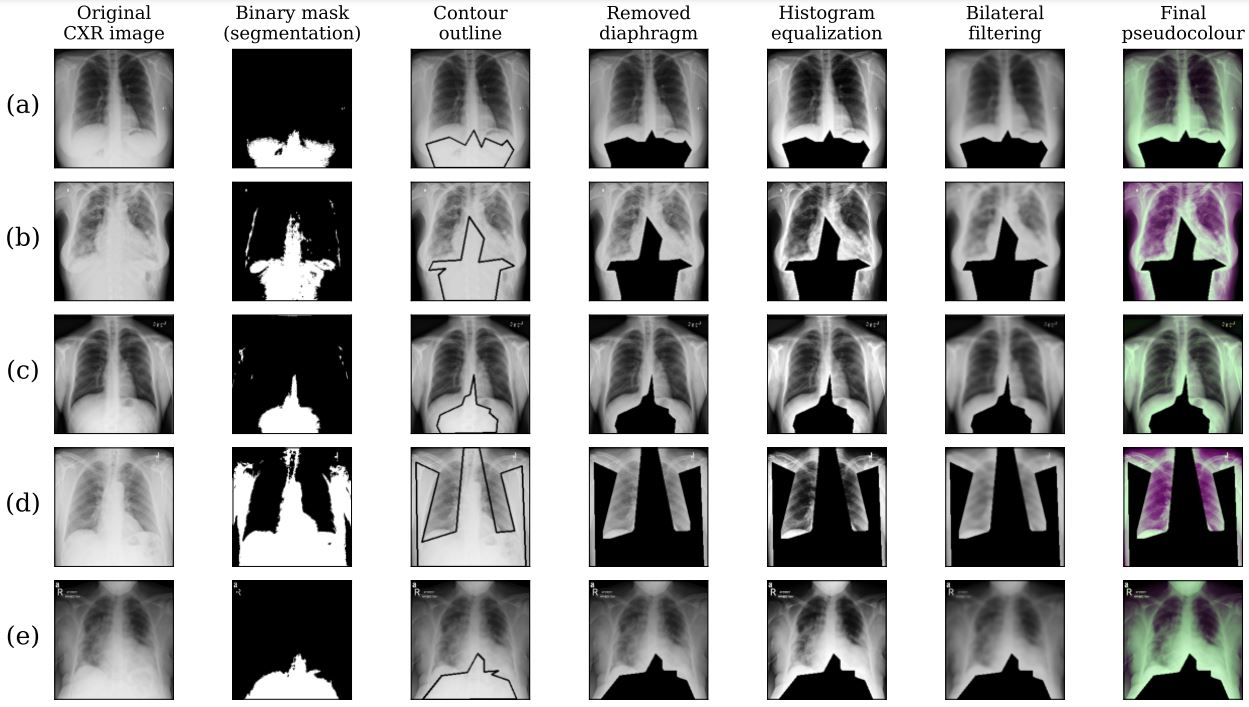 Original CXR image
Binary mask (segmentation)
Contour outline
Removed diaphragm
Histogram equalization
Bilateral filtering
Final pseudocolour
(a)
(b)
(c)
(d)
(e)
a
R